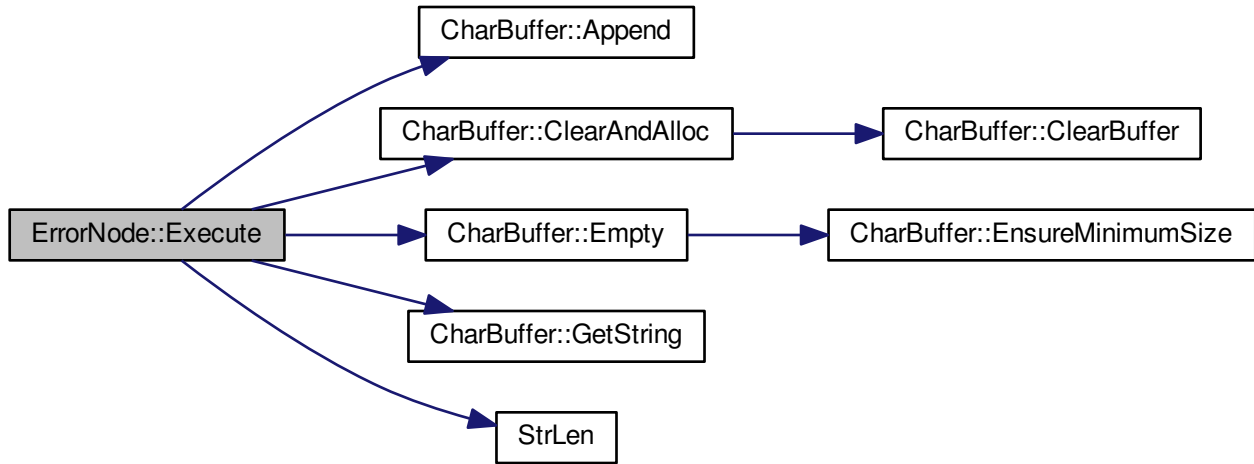 CharBuffer::Append
CharBuffer::ClearAndAlloc
CharBuffer::ClearBuffer
ErrorNode::Execute
CharBuffer::Empty
CharBuffer::EnsureMinimumSize
CharBuffer::GetString
StrLen